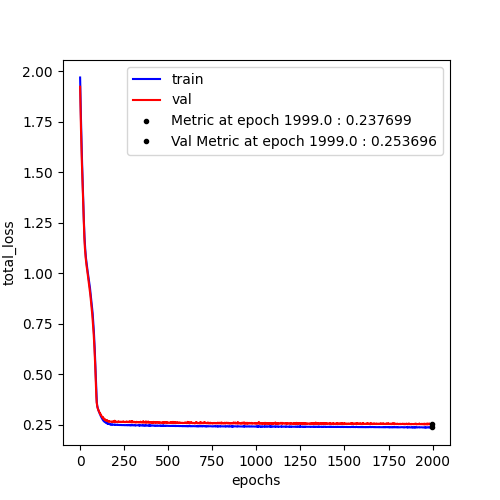 train
val
Metric at epoch 1999.0 : 0.237699
Val Metric at epoch 1999.0 : 0.253696
2.00
1.75
1.50
1.25
1.00
0.75
0.50
0.25
total_loss
0 250 500 750 1000 1250 1500 1750 2000
epochs